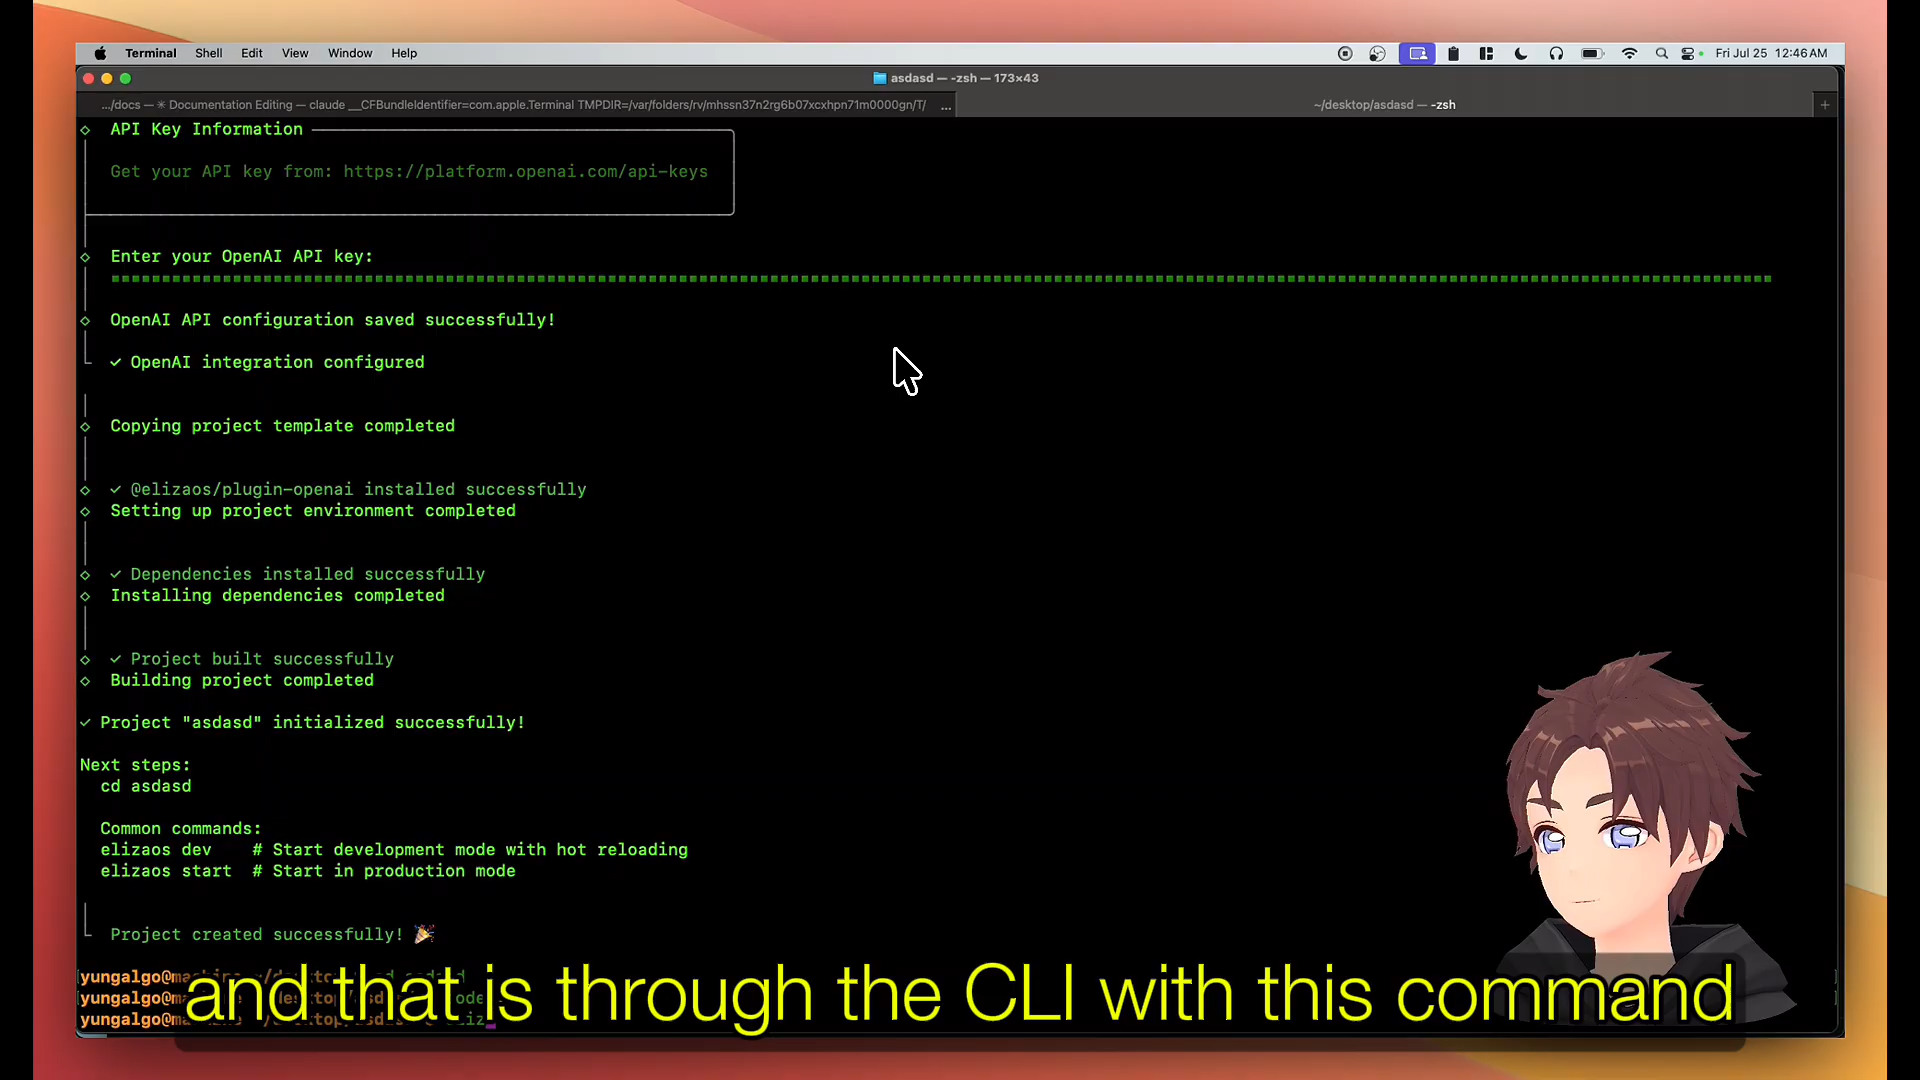 Terminal Shell Edit View Window Help Fri Jul 25 12:46 AM
asdasd — -zsh — 173×43
.../docs — ✳ Documentation Editing — claude __CFBundleIdentifier=com.apple.Terminal TMPDIR=/var/folders/rv/mhssn37n2rg6b07xcxhpn71m0000gn/T/ ...
~/desktop/asdasd — -zsh
API Key Information
Get your API key from: https://platform.openai.com/api-keys
Enter your OpenAI API key:
OpenAI API configuration saved successfully!
✓ OpenAI integration configured
Copying project template completed
✓ @elizaos/plugin-openai installed successfully
Setting up project environment completed
✓ Dependencies installed successfully
Installing dependencies completed
✓ Project built successfully
Building project completed
✓ Project "asdasd" initialized successfully!
Next steps:
cd asdasd
Common commands:
elizaos dev # Start development mode with hot reloading
elizaos start # Start in production mode
Project created successfully! 🎉
yungalgo@
yungalgo@
yungalgo@
and that is through the CLI with this command